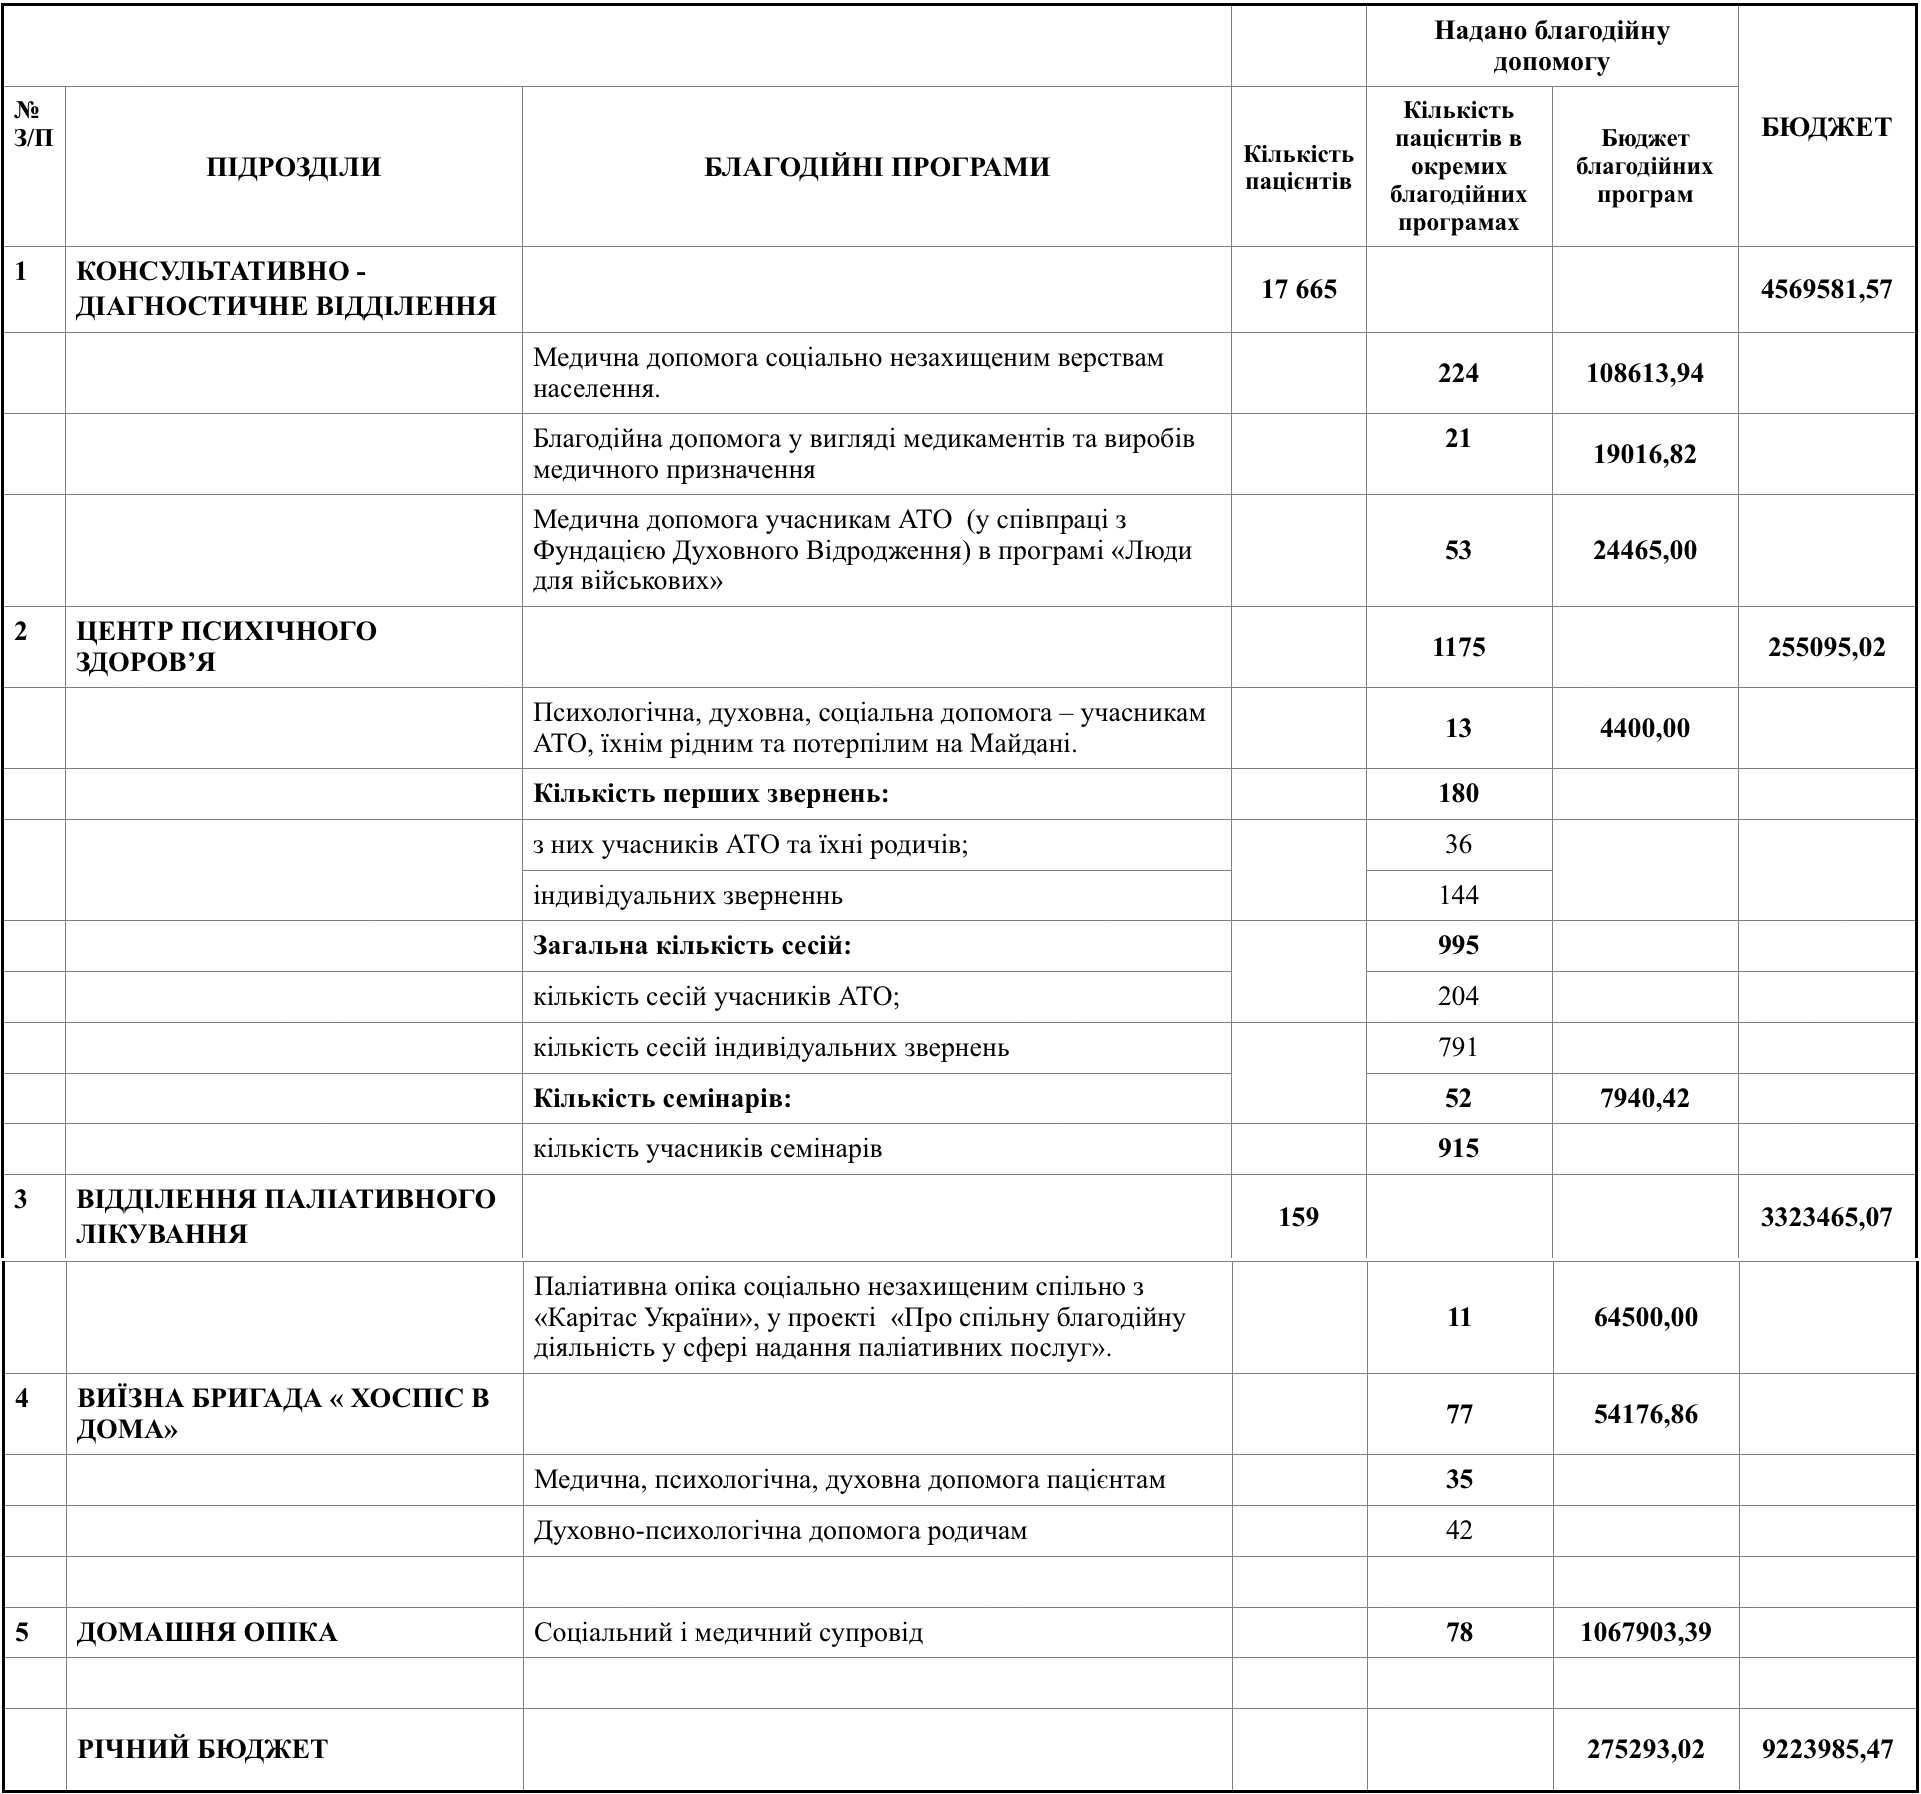 Надано благодійну
допомогу
БЮДЖЕТ
№
З/П
ПІДРОЗДІЛИ
БЛАГОДІЙНІ ПРОГРАМИ
Кількість
пацієнтів
Кількість
пацієнтів в
окремих
благодійних
програмах
Бюджет
благодійних
програм
1
КОНСУЛЬТАТИВНО -
ДІАГНОСТИЧНЕ ВІДДІЛЕННЯ
17 665
4569581,57
Медична допомога соціально незахищеним верствам
населення.
224
108613,94
Благодійна допомога у вигляді медикаментів та виробів
медичного призначення
21
19016,82
Медична допомога учасникам АТО  (у співпраці з
Фундацією Духовного Відродження) в програмі «Люди
для військових»
53
24465,00
2
ЦЕНТР ПСИХІЧНОГО
ЗДОРОВ’Я
1175
255095,02
Психологічна, духовна, соціальна допомога – учасникам
АТО, їхнім рідним та потерпілим на Майдані.
13
4400,00
Кількість перших звернень:
180
з них учасників АТО та їхні родичів;
36
індивідуальних зверненнь
144
Загальна кількість сесій:
995
кількість сесій учасників АТО;
204
кількість сесій індивідуальних звернень
791
Кількість семінарів:
52
7940,42
кількість учасників семінарів
915
3
ВІДДІЛЕННЯ ПАЛІАТИВНОГО
ЛІКУВАННЯ
159
3323465,07
Паліативна опіка соціально незахищеним спільно з
«Карітас України», у проекті  «Про спільну благодійну
діяльність у сфері надання паліативних послуг».
11
64500,00
4
ВИЇЗНА БРИГАДА « ХОСПІС В
ДОМА»
77
54176,86
Медична, психологічна, духовна допомога пацієнтам
35
Духовно-психологічна допомога родичам
42
5
ДОМАШНЯ ОПІКА
Соціальний і медичний супровід
78
1067903,39
РІЧНИЙ БЮДЖЕТ
275293,02
9223985,47